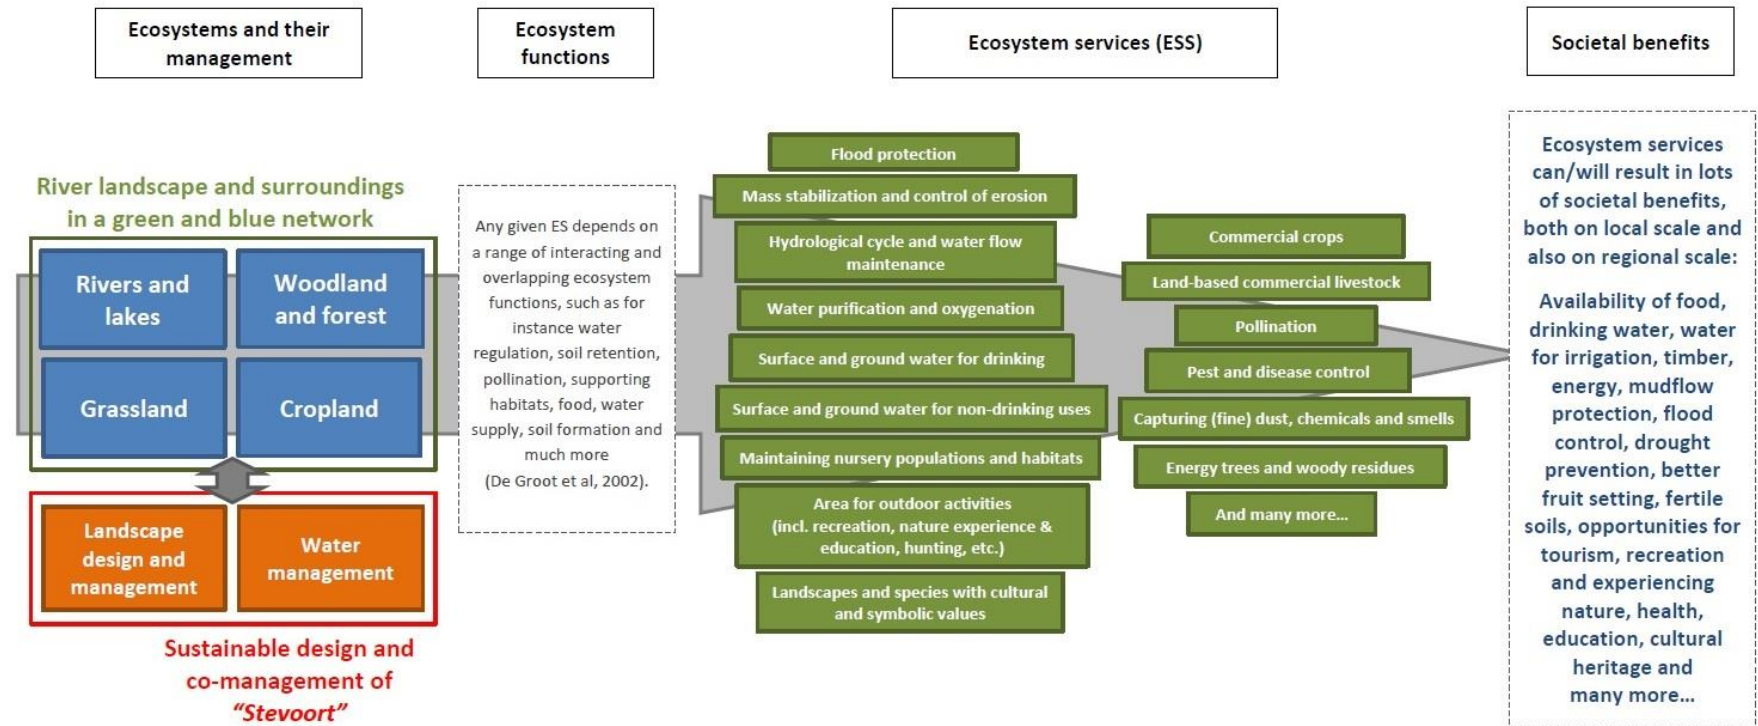 Ecosystems and their
management
Ecosystem
functions
Ecosystem services (ESS)
Societal benefits
River landscape and surroundings
in a green and blue network
Rivers and
lakes
Woodland
and forest
Grassland
Cropland
Landscape
design and
management
Water
management
Sustainable design and
co-management of
“Stevoort”
Any given ES depends on
a range of interacting and
overlapping ecosystem
functions, such as for
instance water
regulation, soil retention,
pollination, supporting
habitats, food, water
supply, soil formation and
much more
(De Groot et al, 2002).
Flood protection
Mass stabilization and control of erosion
Hydrological cycle and water flow
maintenance
Water purification and oxygenation
Surface and ground water for drinking
Surface and ground water for non-drinking uses
Maintaining nursery populations and habitats
Area for outdoor activities
(incl. recreation, nature experience &
education, hunting, etc.)
Landscapes and species with cultural
and symbolic values
Commercial crops
Land-based commercial livestock
Pollination
Pest and disease control
Capturing (fine) dust, chemicals and smells
Energy trees and woody residues
And many more…
Ecosystem services
can/will result in lots
of societal benefits,
both on local scale and
also on regional scale:
Availability of food,
drinking water, water
for irrigation, timber,
energy, mudflow
protection, flood
control, drought
prevention, better
fruit setting, fertile
soils, opportunities for
tourism, recreation
and experiencing
nature, health,
education, cultural
heritage and
many more…